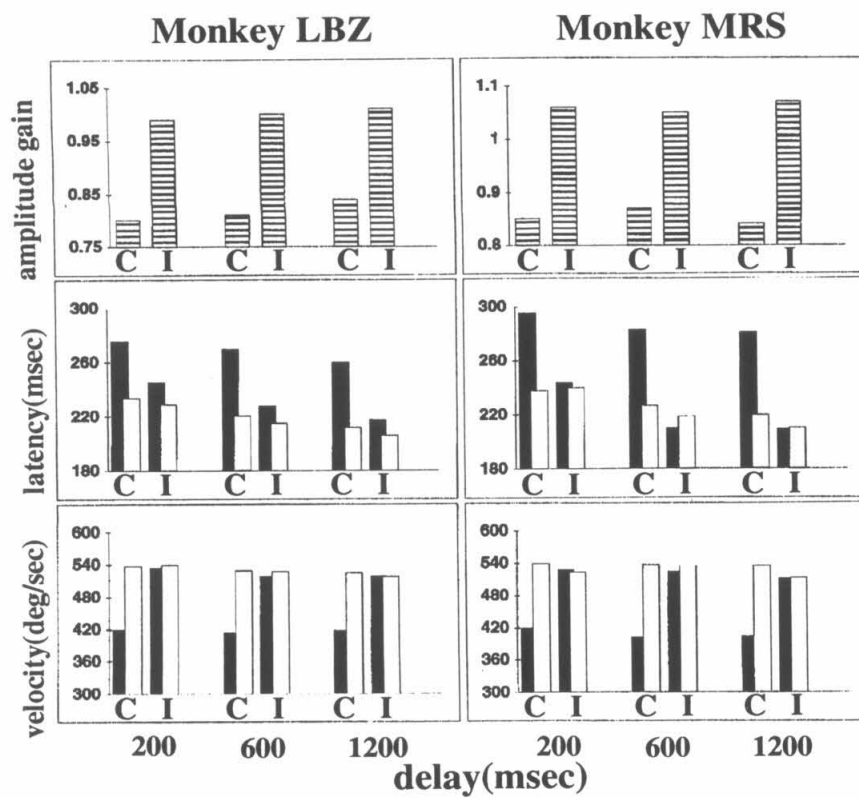 Monkey LBZ
Monkey MRS
amplitude gain
1.05
0.95
0.85
0.75
C I C I C I
1.1
1
0.9
0.8
C I C I C I
latency(msec)
300
260
220
180
C I C I C I
300
260
220
180
C I C I C I
velocity(deg/sec)
600
540
480
420
360
300
C I C I C I
600
540
480
420
360
300
C I C I C I
200 600 1200
200 600 1200
delay(msec)